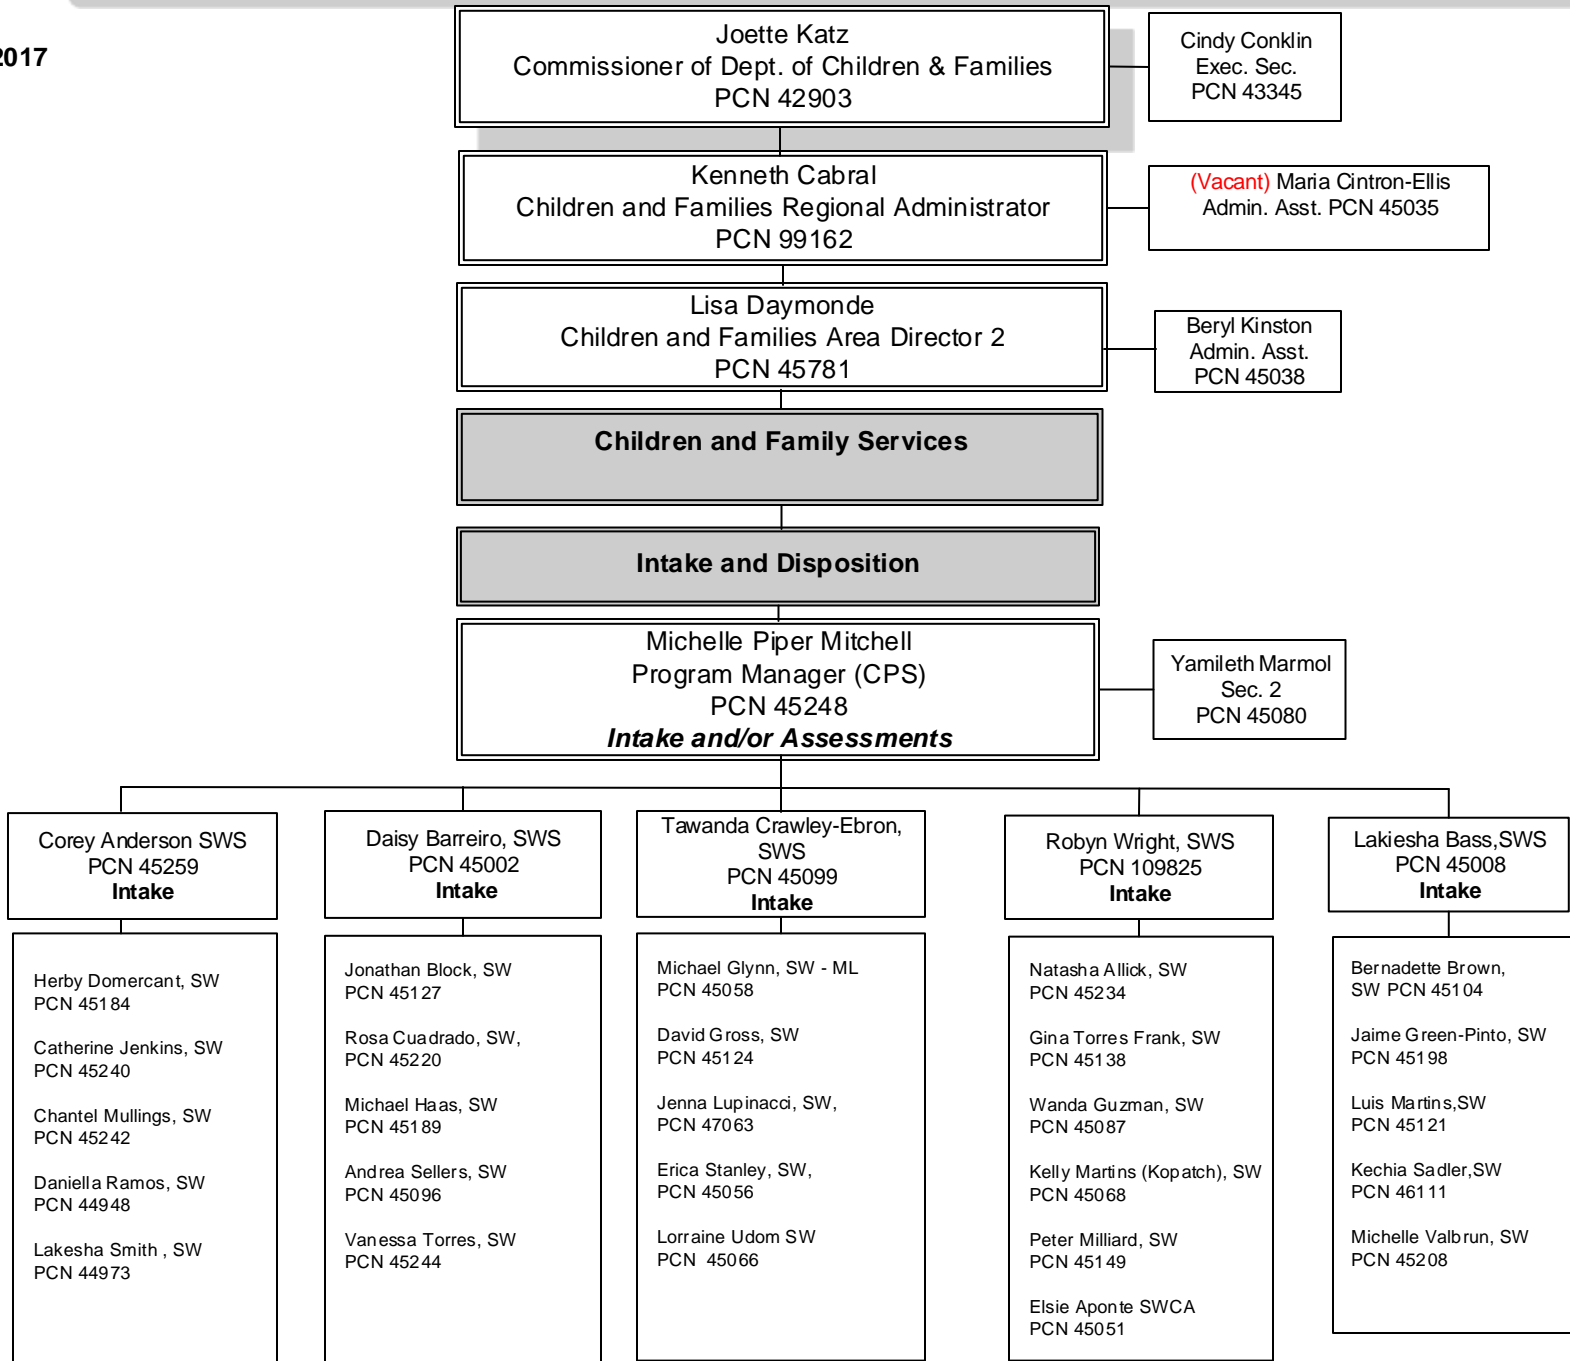 2017
Joette Katz
Commissioner of Dept. of Children & Families
PCN 42903
Cindy Conklin
Exec. Sec.
PCN 43345
Kenneth Cabral
Children and Families Regional Administrator
PCN 99162
(Vacant) Maria Cintron-Ellis
Admin. Asst. PCN 45035
Lisa Daymonde
Children and Families Area Director 2
PCN 45781
Beryl Kinston
Admin. Asst.
PCN 45038
Children and Family Services
Intake and Disposition
Michelle Piper Mitchell
Program Manager (CPS)
PCN 45248
Intake and/or Assessments
Yamileth Marmol
Sec. 2
PCN 45080
Corey Anderson SWS
PCN 45259
Intake
Herby Domercant, SW
PCN 45184
Catherine Jenkins, SW
PCN 45240
Chantel Mullings, SW
PCN 45242
Daniella Ramos, SW
PCN 44948
Lakesha Smith , SW
PCN 44973
Daisy Barreiro, SWS
PCN 45002
Intake
Jonathan Block, SW
PCN 45127
Rosa Cuadrado, SW,
PCN 45220
Michael Haas, SW
PCN 45189
Andrea Sellers, SW
PCN 45096
Vanessa Torres, SW
PCN 45244
Tawanda Crawley-Ebron,
SWS
PCN 45099
Intake
Michael Glynn, SW - ML
PCN 45058
David Gross, SW
PCN 45124
Jenna Lupinacci, SW,
PCN 47063
Erica Stanley, SW,
PCN 45056
Lorraine Udom SW
PCN 45066
Robyn Wright, SWS
PCN 109825
Intake
Natasha Allick, SW
PCN 45234
Gina Torres Frank, SW
PCN 45138
Wanda Guzman, SW
PCN 45087
Kelly Martins (Kopatch), SW
PCN 45068
Peter Milliard, SW
PCN 45149
Elsie Aponte SWCA
PCN 45051
Lakiesha Bass,SWS
PCN 45008
Intake
Bernadette Brown,
SW PCN 45104
Jaime Green-Pinto, SW
PCN 45198
Luis Martins,SW
PCN 45121
Kechia Sadler,SW
PCN 46111
Michelle Valbrun, SW
PCN 45208